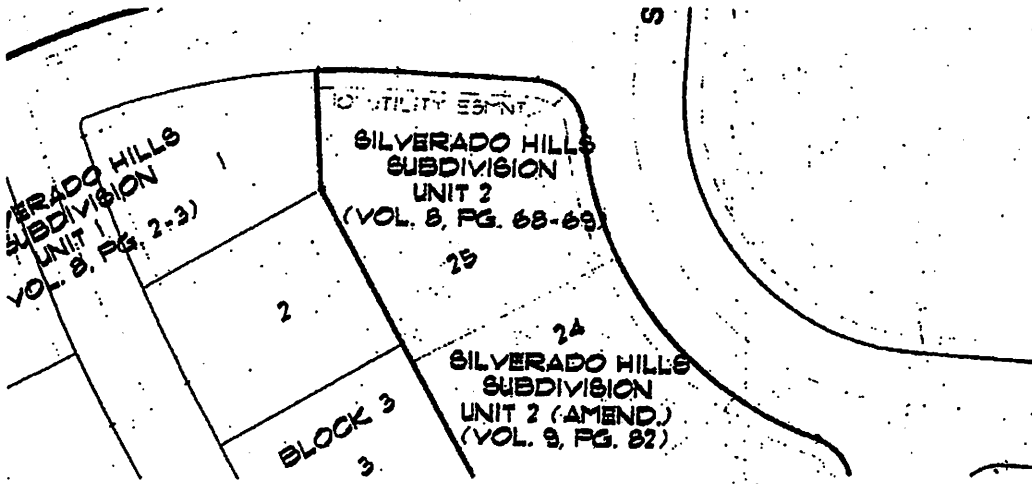 S
10' UTILITY ESMNT
SILVERADO HILLS
SUBDIVISION
UNIT 2
(VOL. 8, PG. 68-69)
25
1
VERADO HILLS
SUBDIVISION
UNIT 1
VOL. 8, PG. 2-3)
2
24
SILVERADO HILLS
SUBDIVISION
UNIT 2 (AMEND.)
(VOL. 9, PG. 82)
BLOCK 3
3